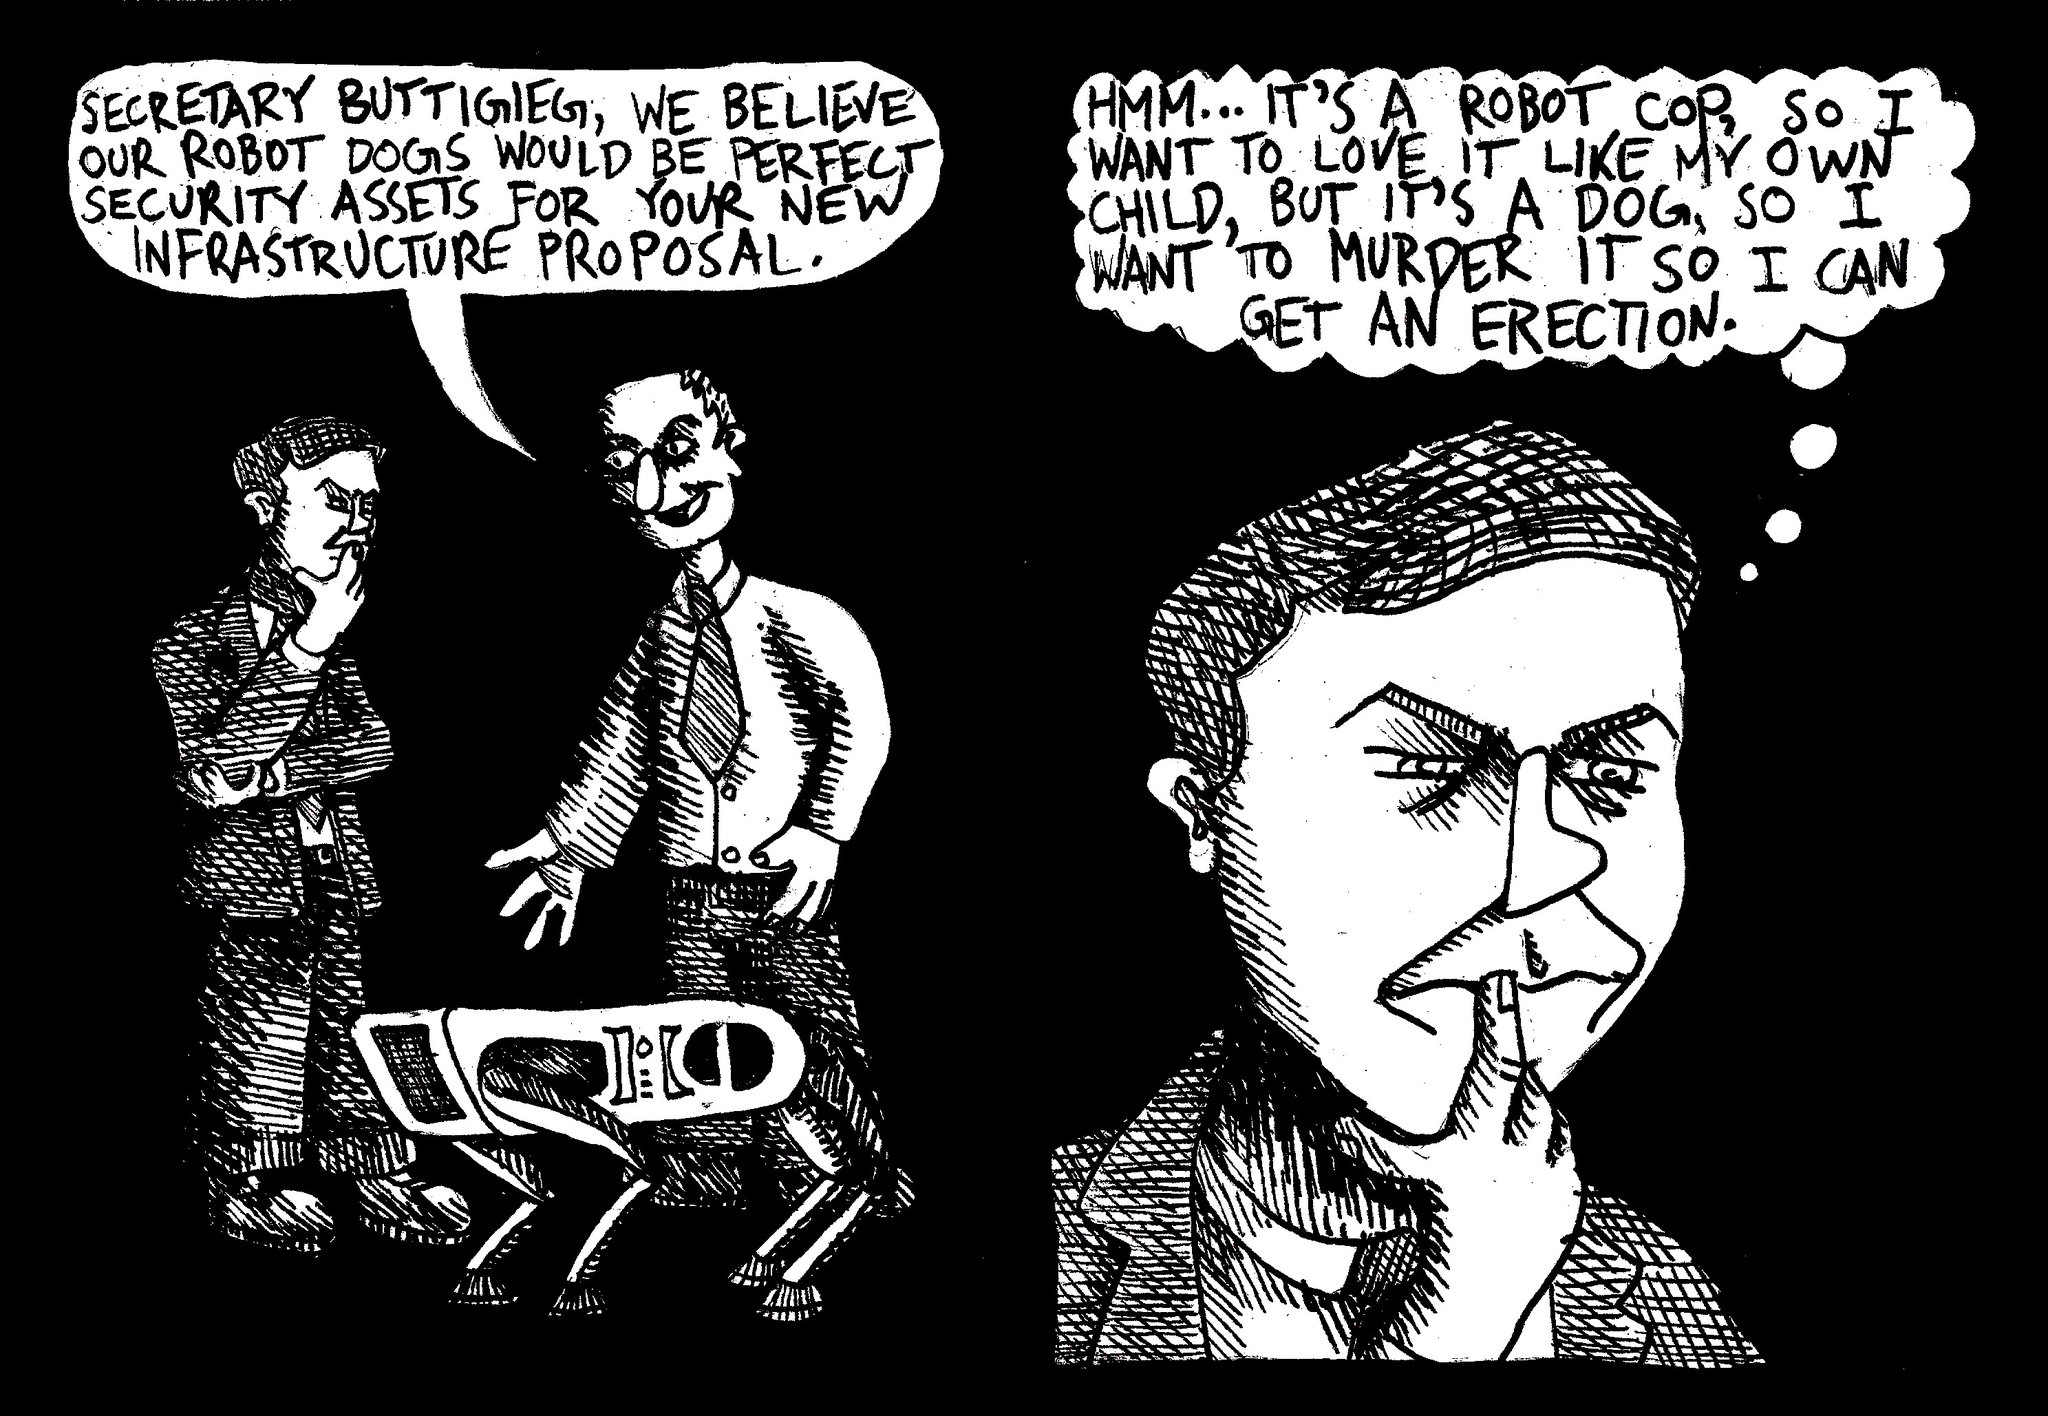 SECRETARY BUTTIGIEG, WE BELIEVE
OUR ROBOT DOGS WOULD BE PERFECT
SECURITY ASSETS FOR YOUR NEW
INFRASTRUCTURE PROPOSAL.
HMM... IT'S A ROBOT COP, SO I
WANT TO LOVE IT LIKE MY OWN
CHILD, BUT IT'S A DOG, SO I
WANT TO MURDER IT SO I CAN
GET AN ERECTION.